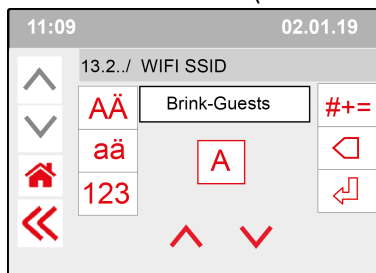 11:09 02.01.19
13.2../ WIFI SSID
AÄ Brink-Guests #+=
aä A
123